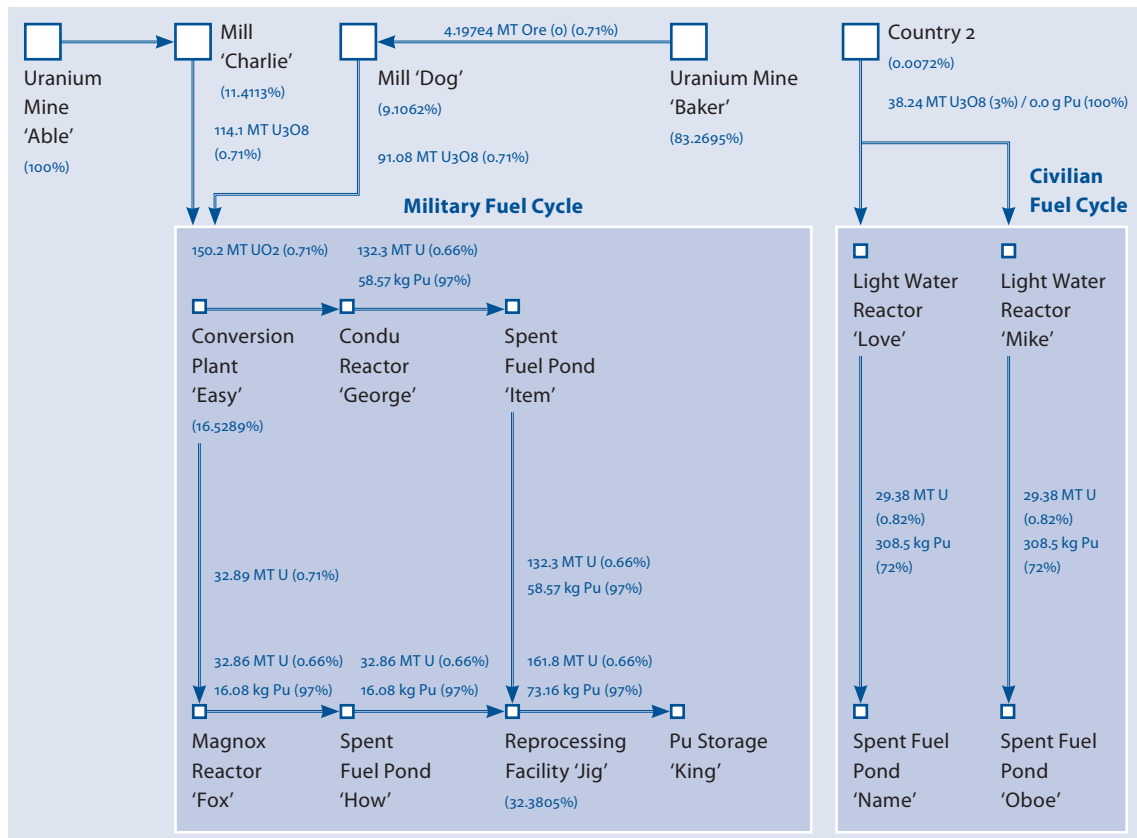 Uranium
Mine
‘Able’
(100%)
Mill
‘Charlie’
(11.4113%)
114.1 MT U3O8
(0.71%)
4.197e4 MT Ore (0) (0.71%)
Mill ‘Dog’
(9.1062%)
91.08 MT U3O8 (0.71%)
Uranium Mine
‘Baker’
(83.2695%)
Country 2
(0.0072%)
38.24 MT U3O8 (3%) / 0.0 g Pu (100%)
Military Fuel Cycle
Civilian
Fuel Cycle
150.2 MT UO2 (0.71%)
132.3 MT U (0.66%)
58.57 kg Pu (97%)
Conversion
Plant
‘Easy’
(16.5289%)
Condu
Reactor
‘George’
Spent
Fuel Pond
‘Item’
Light Water
Reactor
‘Love’
Light Water
Reactor
‘Mike’
32.89 MT U (0.71%)
132.3 MT U (0.66%)
58.57 kg Pu (97%)
29.38 MT U
(0.82%)
308.5 kg Pu
(72%)
29.38 MT U
(0.82%)
308.5 kg Pu
(72%)
32.86 MT U (0.66%)
16.08 kg Pu (97%)
32.86 MT U (0.66%)
16.08 kg Pu (97%)
161.8 MT U (0.66%)
73.16 kg Pu (97%)
Magnox
Reactor
‘Fox’
Spent
Fuel Pond
‘How’
Reprocessing
Facility ‘Jig’
(32.3805%)
Pu Storage
‘King’
Spent Fuel
Pond
‘Name’
Spent Fuel
Pond
‘Oboe’